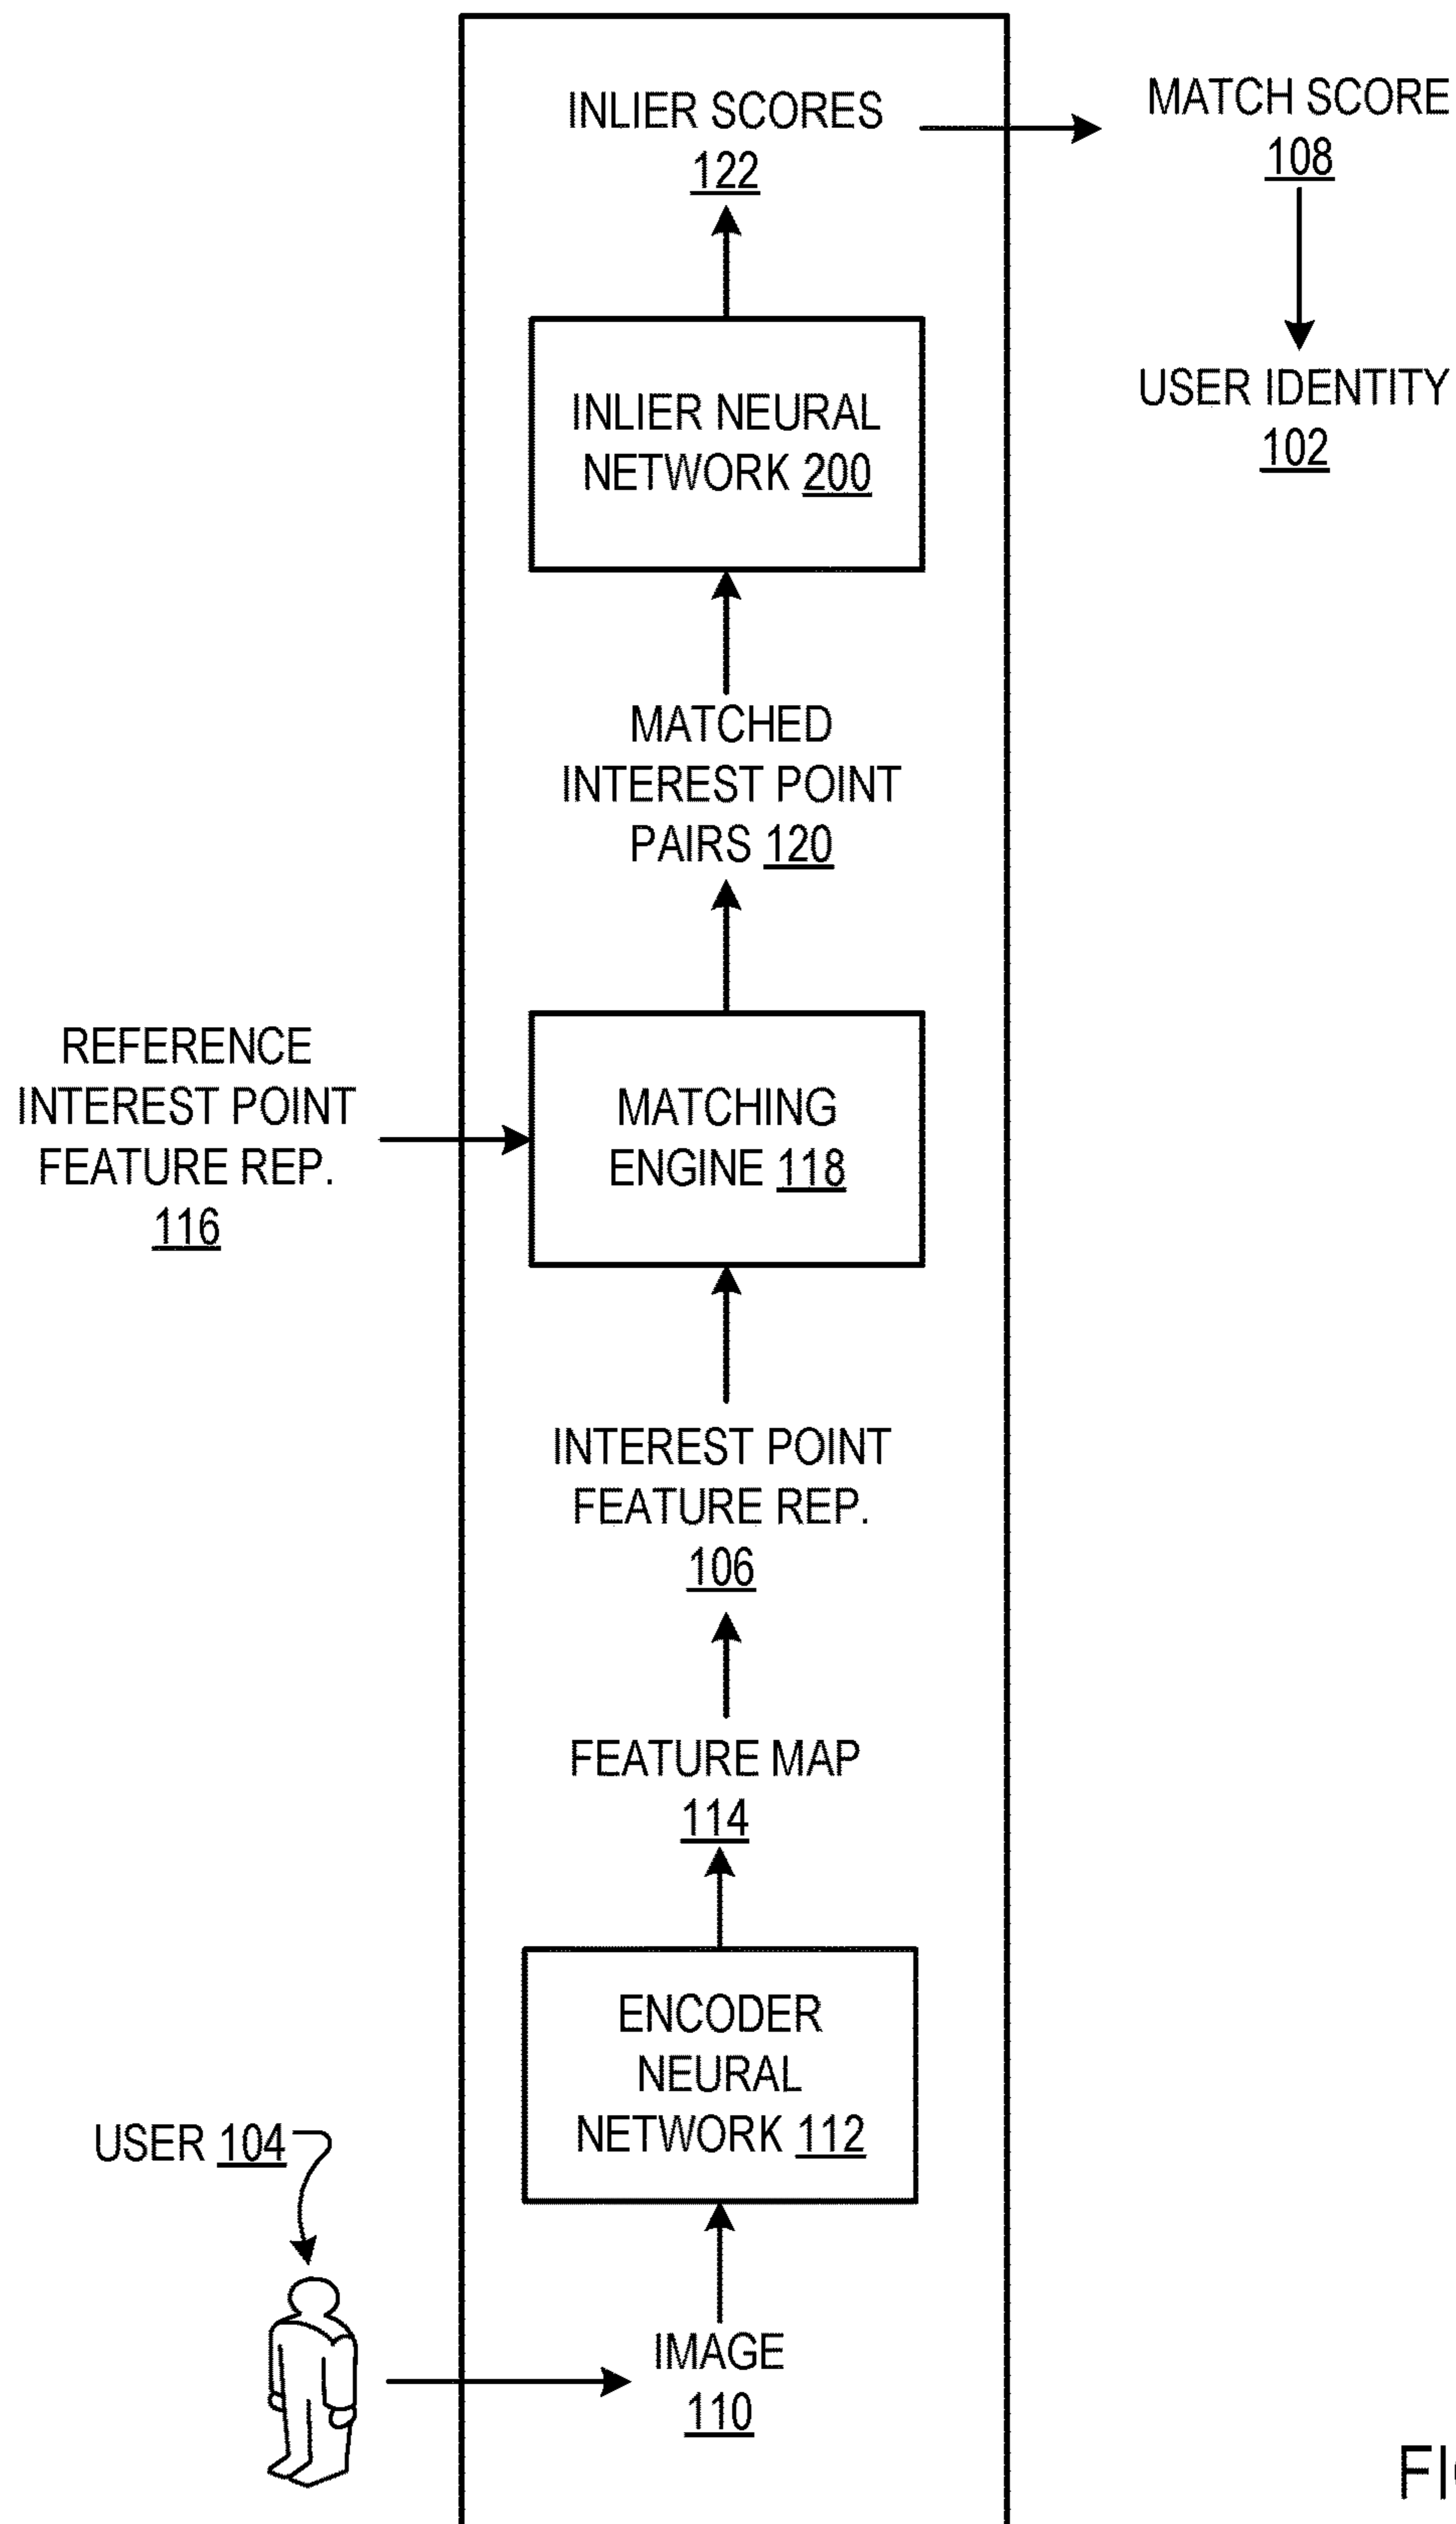 INLIER SCORES
122
MATCH SCORE
108
USER IDENTITY
102
INLIER NEURAL
NETWORK 200
MATCHED
INTEREST POINT
PAIRS 120
REFERENCE
INTEREST POINT
FEATURE REP.
116
MATCHING
ENGINE 118
INTEREST POINT
FEATURE REP.
106
FEATURE MAP
114
ENCODER
NEURAL
NETWORK 112
USER 104
IMAGE
110